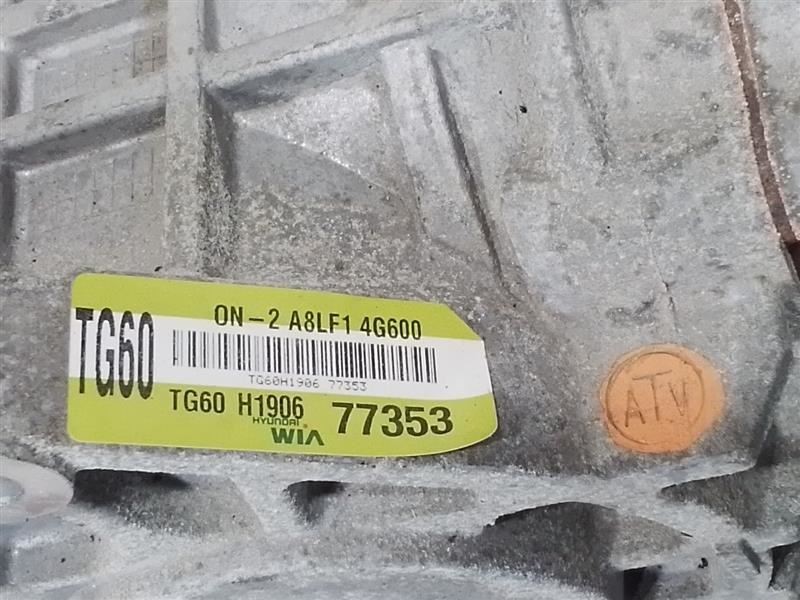 TG60
ON-2 A8LF1 4G600
TG60H1906 77353
TG60 H1906 77353
HYUNDAI
WIA
ATV